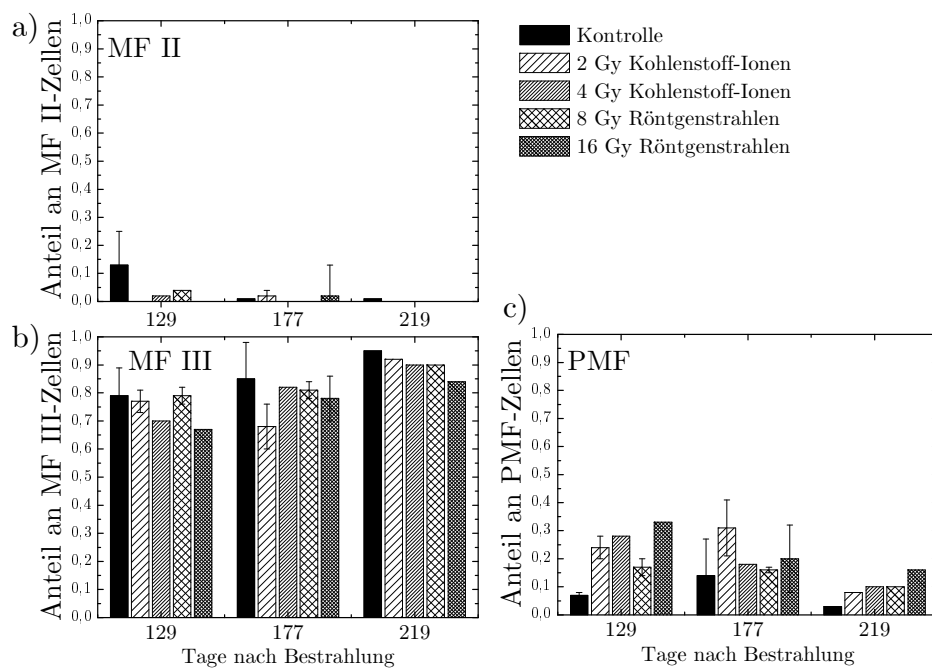 a)
MF II
Anteil an MF II-Zellen
1,0
0,9
0,8
0,7
0,6
0,5
0,4
0,3
0,2
0,1
0,0
129 177 219
Kontrolle
2 Gy Kohlenstoff-Ionen
4 Gy Kohlenstoff-Ionen
8 Gy Röntgenstrahlen
16 Gy Röntgenstrahlen
b)
MF III
Anteil an MF III-Zellen
1,0
0,9
0,8
0,7
0,6
0,5
0,4
0,3
0,2
0,1
0,0
129 177 219
Tage nach Bestrahlung
c)
PMF
Anteil an PMF-Zellen
1,0
0,9
0,8
0,7
0,6
0,5
0,4
0,3
0,2
0,1
0,0
129 177 219
Tage nach Bestrahlung